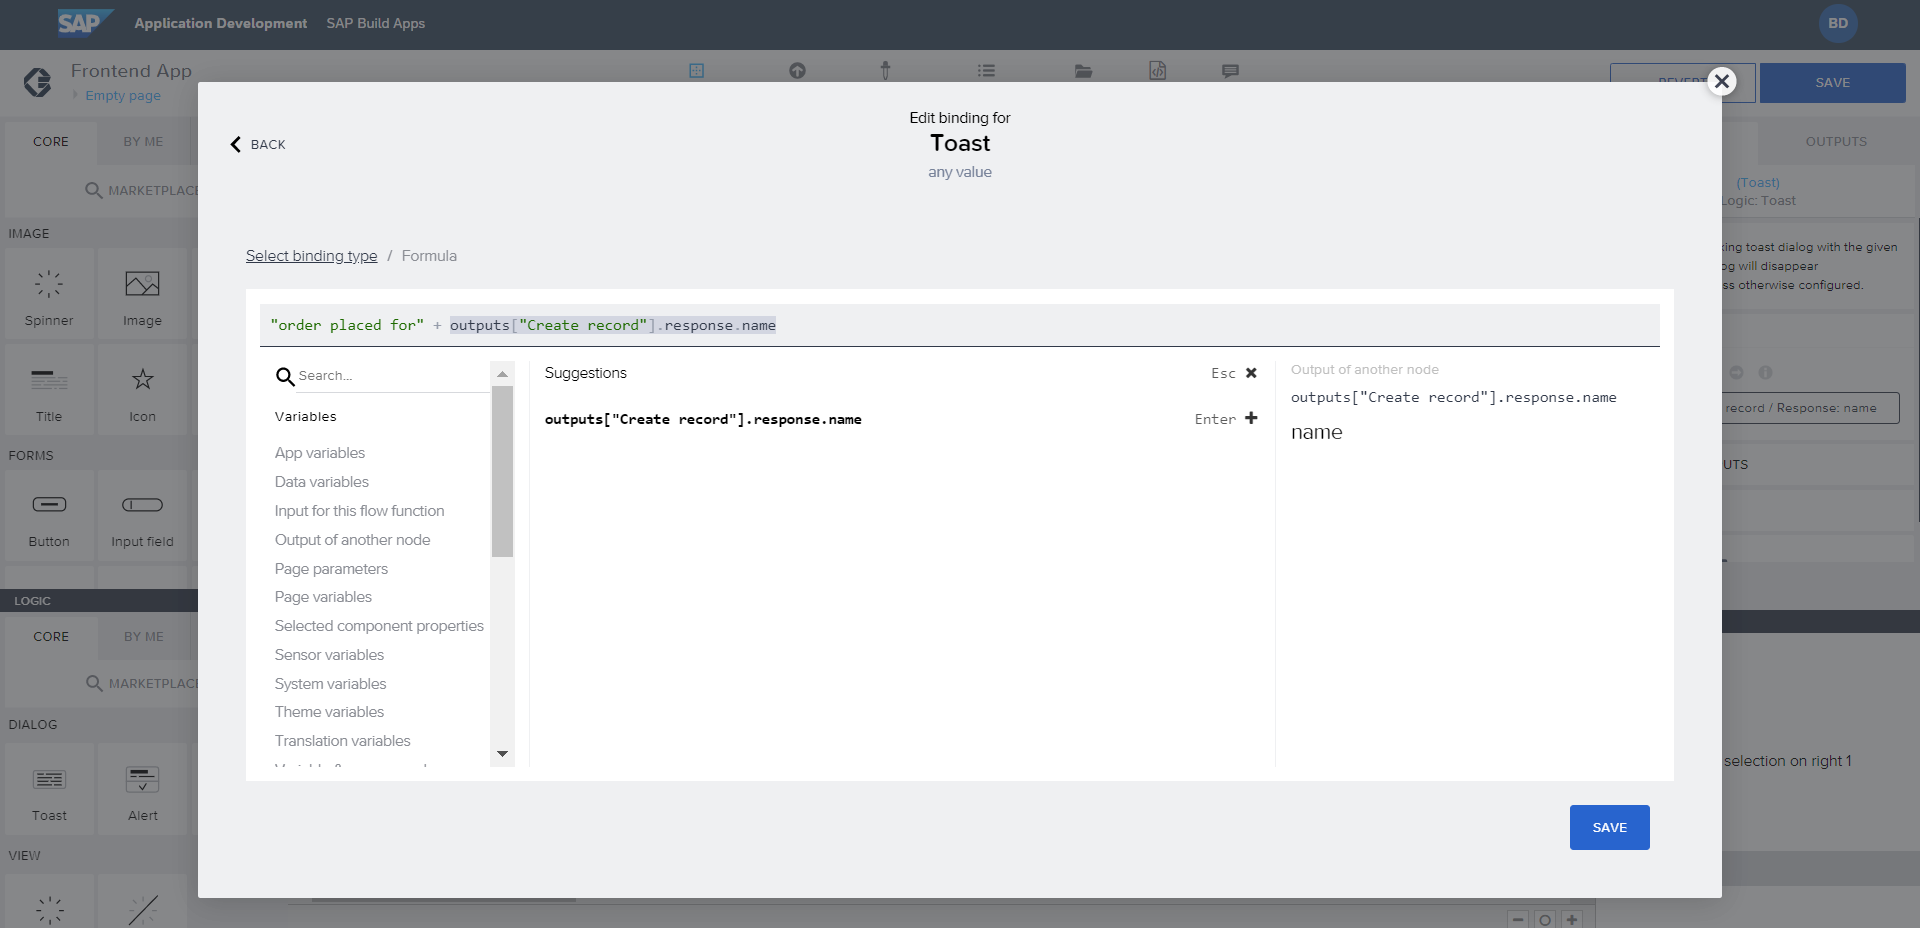 SAP Application Development SAP Build Apps BD
Frontend App
Empty page
SAVE
CORE BY ME
OUTPUTS
MARKETPLACE
(Toast)
Logic: Toast
IMAGE
Spinner Image
Title Icon
FORMS
Button Input field
LOGIC
CORE BY ME
MARKETPLACE
DIALOG
Toast Alert
VIEW
BACK
Edit binding for
Toast
any value
Select binding type / Formula
"order placed for" + outputs["Create record"].response.name
Search...
Variables
App variables
Data variables
Input for this flow function
Output of another node
Page parameters
Page variables
Selected component properties
Sensor variables
System variables
Theme variables
Translation variables
Suggestions Esc
outputs["Create record"].response.name Enter
Output of another node
outputs["Create record"].response.name
name
SAVE
toast dialog with the given
will disappear
otherwise configured.
record / Response: name
selection on right 1